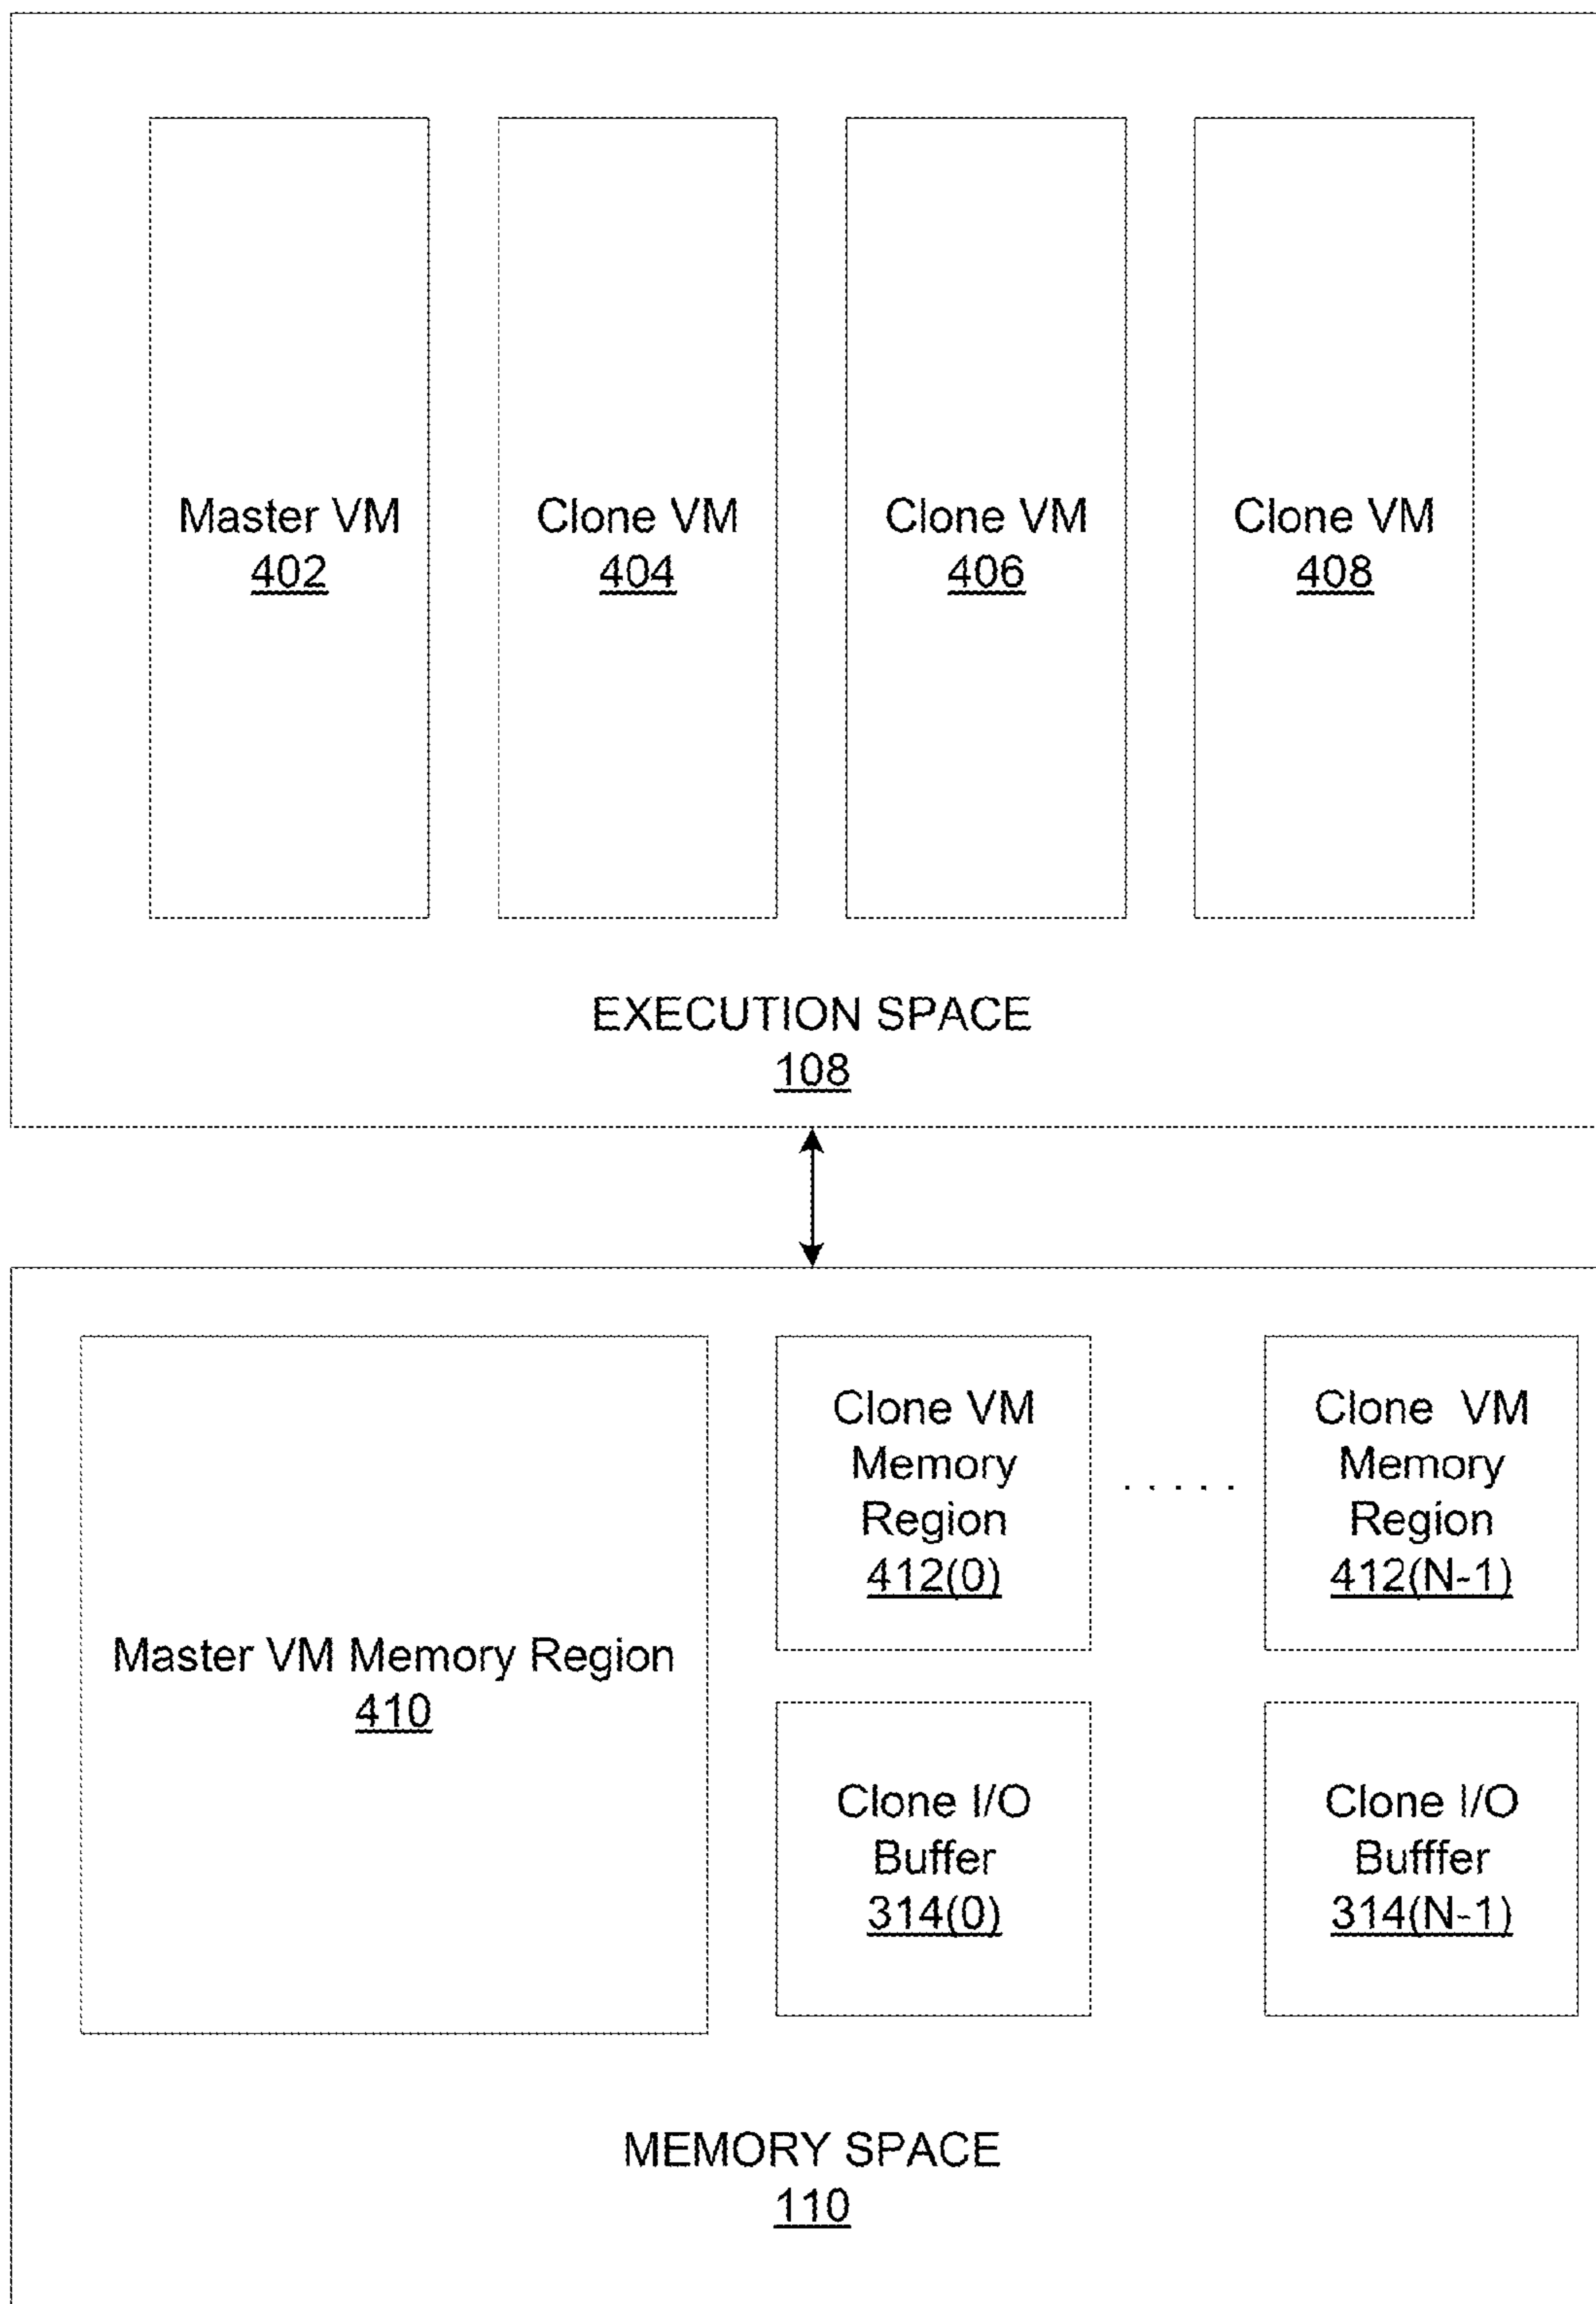 Master VM
402
Clone VM
404
Clone VM
406
Clone VM
408
EXECUTION SPACE
108
Master VM Memory Region
410
Clone VM
Memory
Region
412(0)
. . . . .
Clone VM
Memory
Region
412(N-1)
Clone I/O
Buffer
314(0)
Clone I/O
Bufffer
314(N-1)
MEMORY SPACE
110